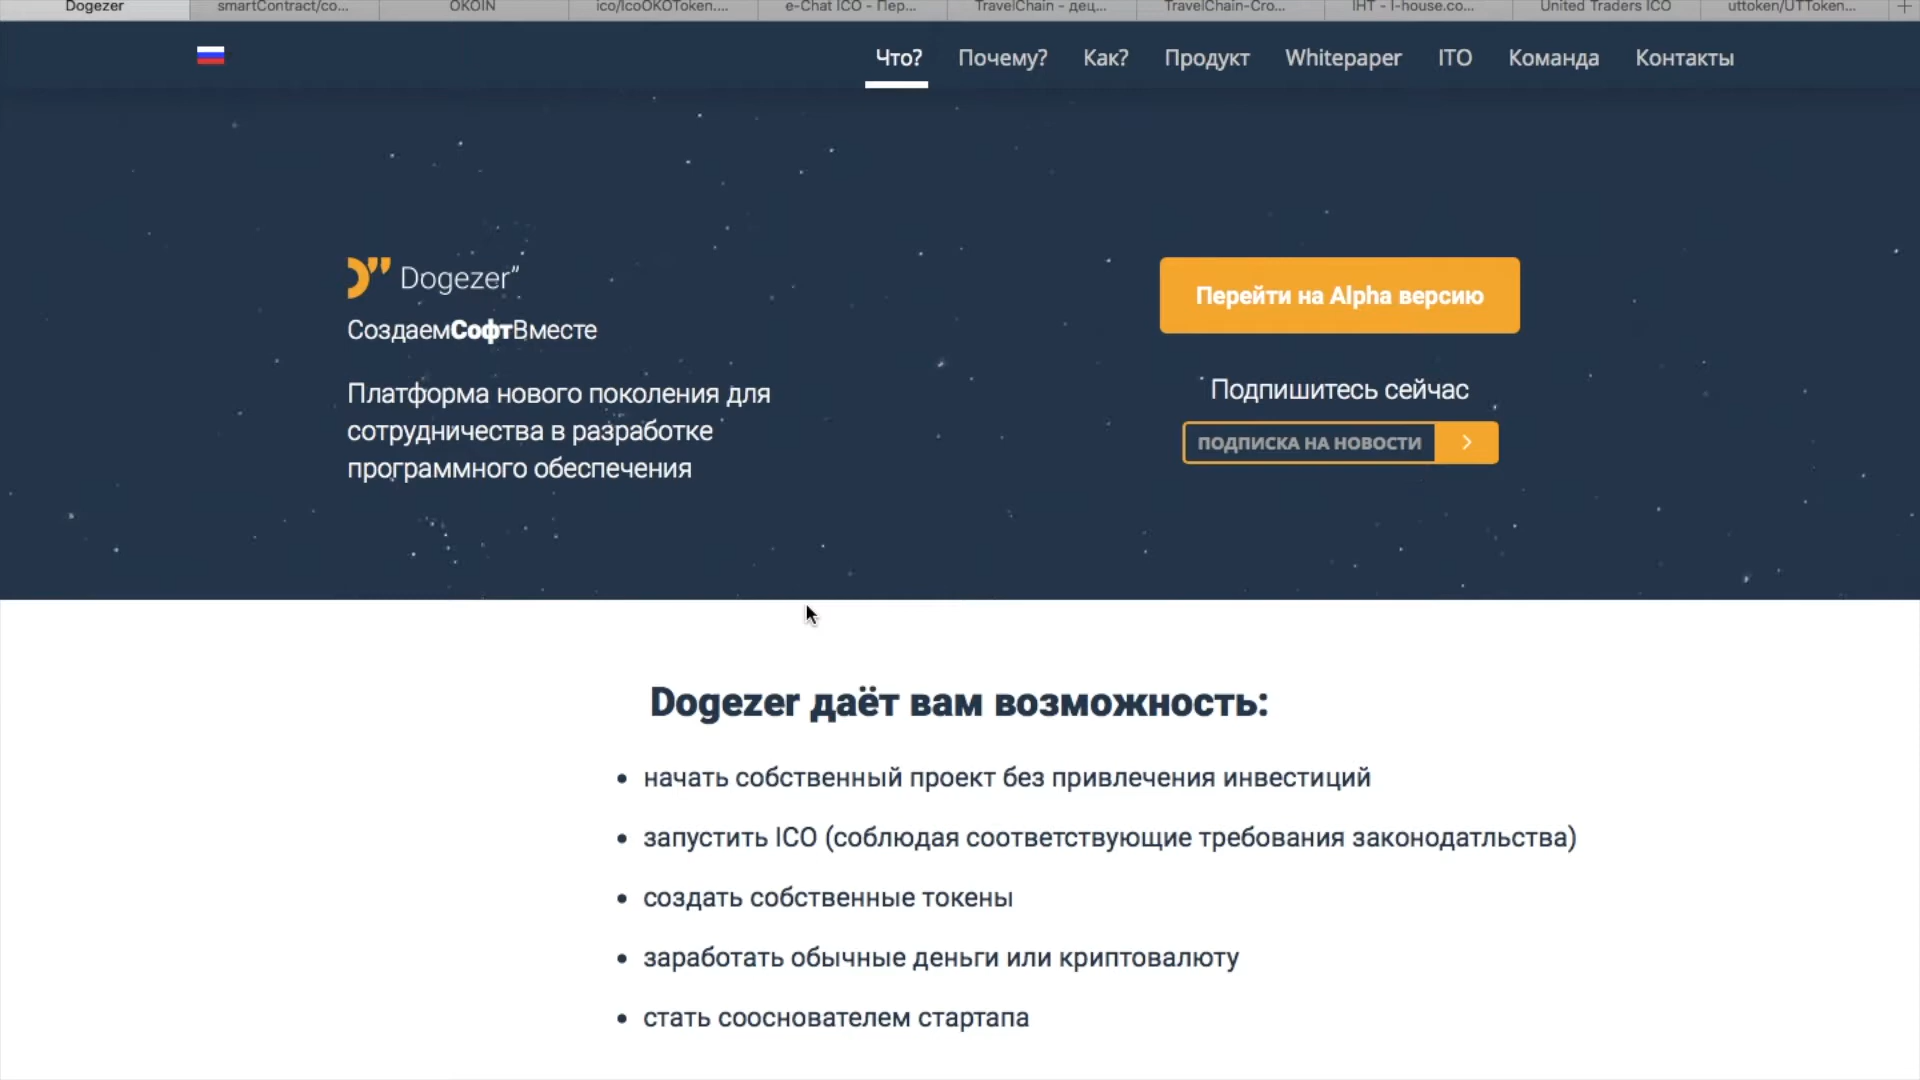 Dogezer
smartContract/co...
OKOIN
ico/IcoOKOToken....
e-Chat ICO - Пер...
TravelChain - дец...
TravelChain-Cro...
IHT - I-house.co...
United Traders ICO
uttoken/UTToken...
Что?
Почему?
Как?
Продукт
Whitepaper
ITO
Команда
Контакты
Dogezer"
СоздаемСофтВместе
Платформа нового поколения для
сотрудничества в разработке
программного обеспечения
Перейти на Alpha версию
Подпишитесь сейчас
ПОДПИСКА НА НОВОСТИ
Dogezer даёт вам возможность:
• начать собственный проект без привлечения инвестиций
• запустить ICO (соблюдая соответствующие требования законодатльства)
• создать собственные токены
• заработать обычные деньги или криптовалюту
• стать сооснователем стартапа